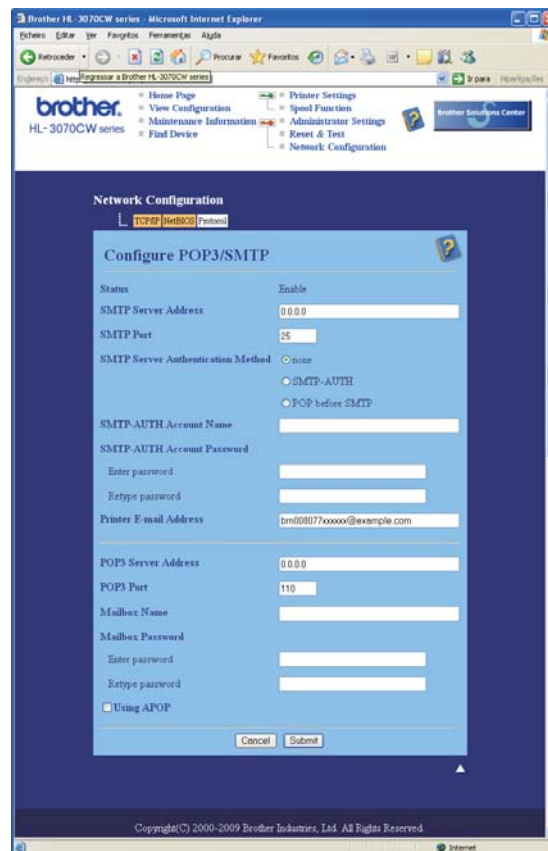 Brother HL-3070CW series - Microsoft Internet Explorer
Ficheiro Editar Ver Favoritos Ferramentas Ajuda
Retroceder Procurar Favoritos
Endereço Regressar a Brother HL-3070CW series Ir para Hiperligações
brother.
HL-3070CW series
Home Page
View Configuration
Maintenance Information
Find Device
Printer Settings
Spool Function
Administrator Settings
Reset & Test
Network Configuration
Brother Solutions Center
Network Configuration
TCP/IP NetBIOS Protocol
Configure POP3/SMTP
Status Enable
SMTP Server Address 0.0.0.0
SMTP Port 25
SMTP Server Authentication Method none
SMTP-AUTH
POP before SMTP
SMTP-AUTH Account Name
SMTP-AUTH Account Password
Enter password
Retype password
Printer E-mail Address brn008077xxxxxx@example.com
POP3 Server Address 0.0.0.0
POP3 Port 110
Mailbox Name
Mailbox Password
Enter password
Retype password
Using APOP
Cancel Submit
Copyright(C) 2000-2009 Brother Industries, Ltd. All Rights Reserved.
Internet